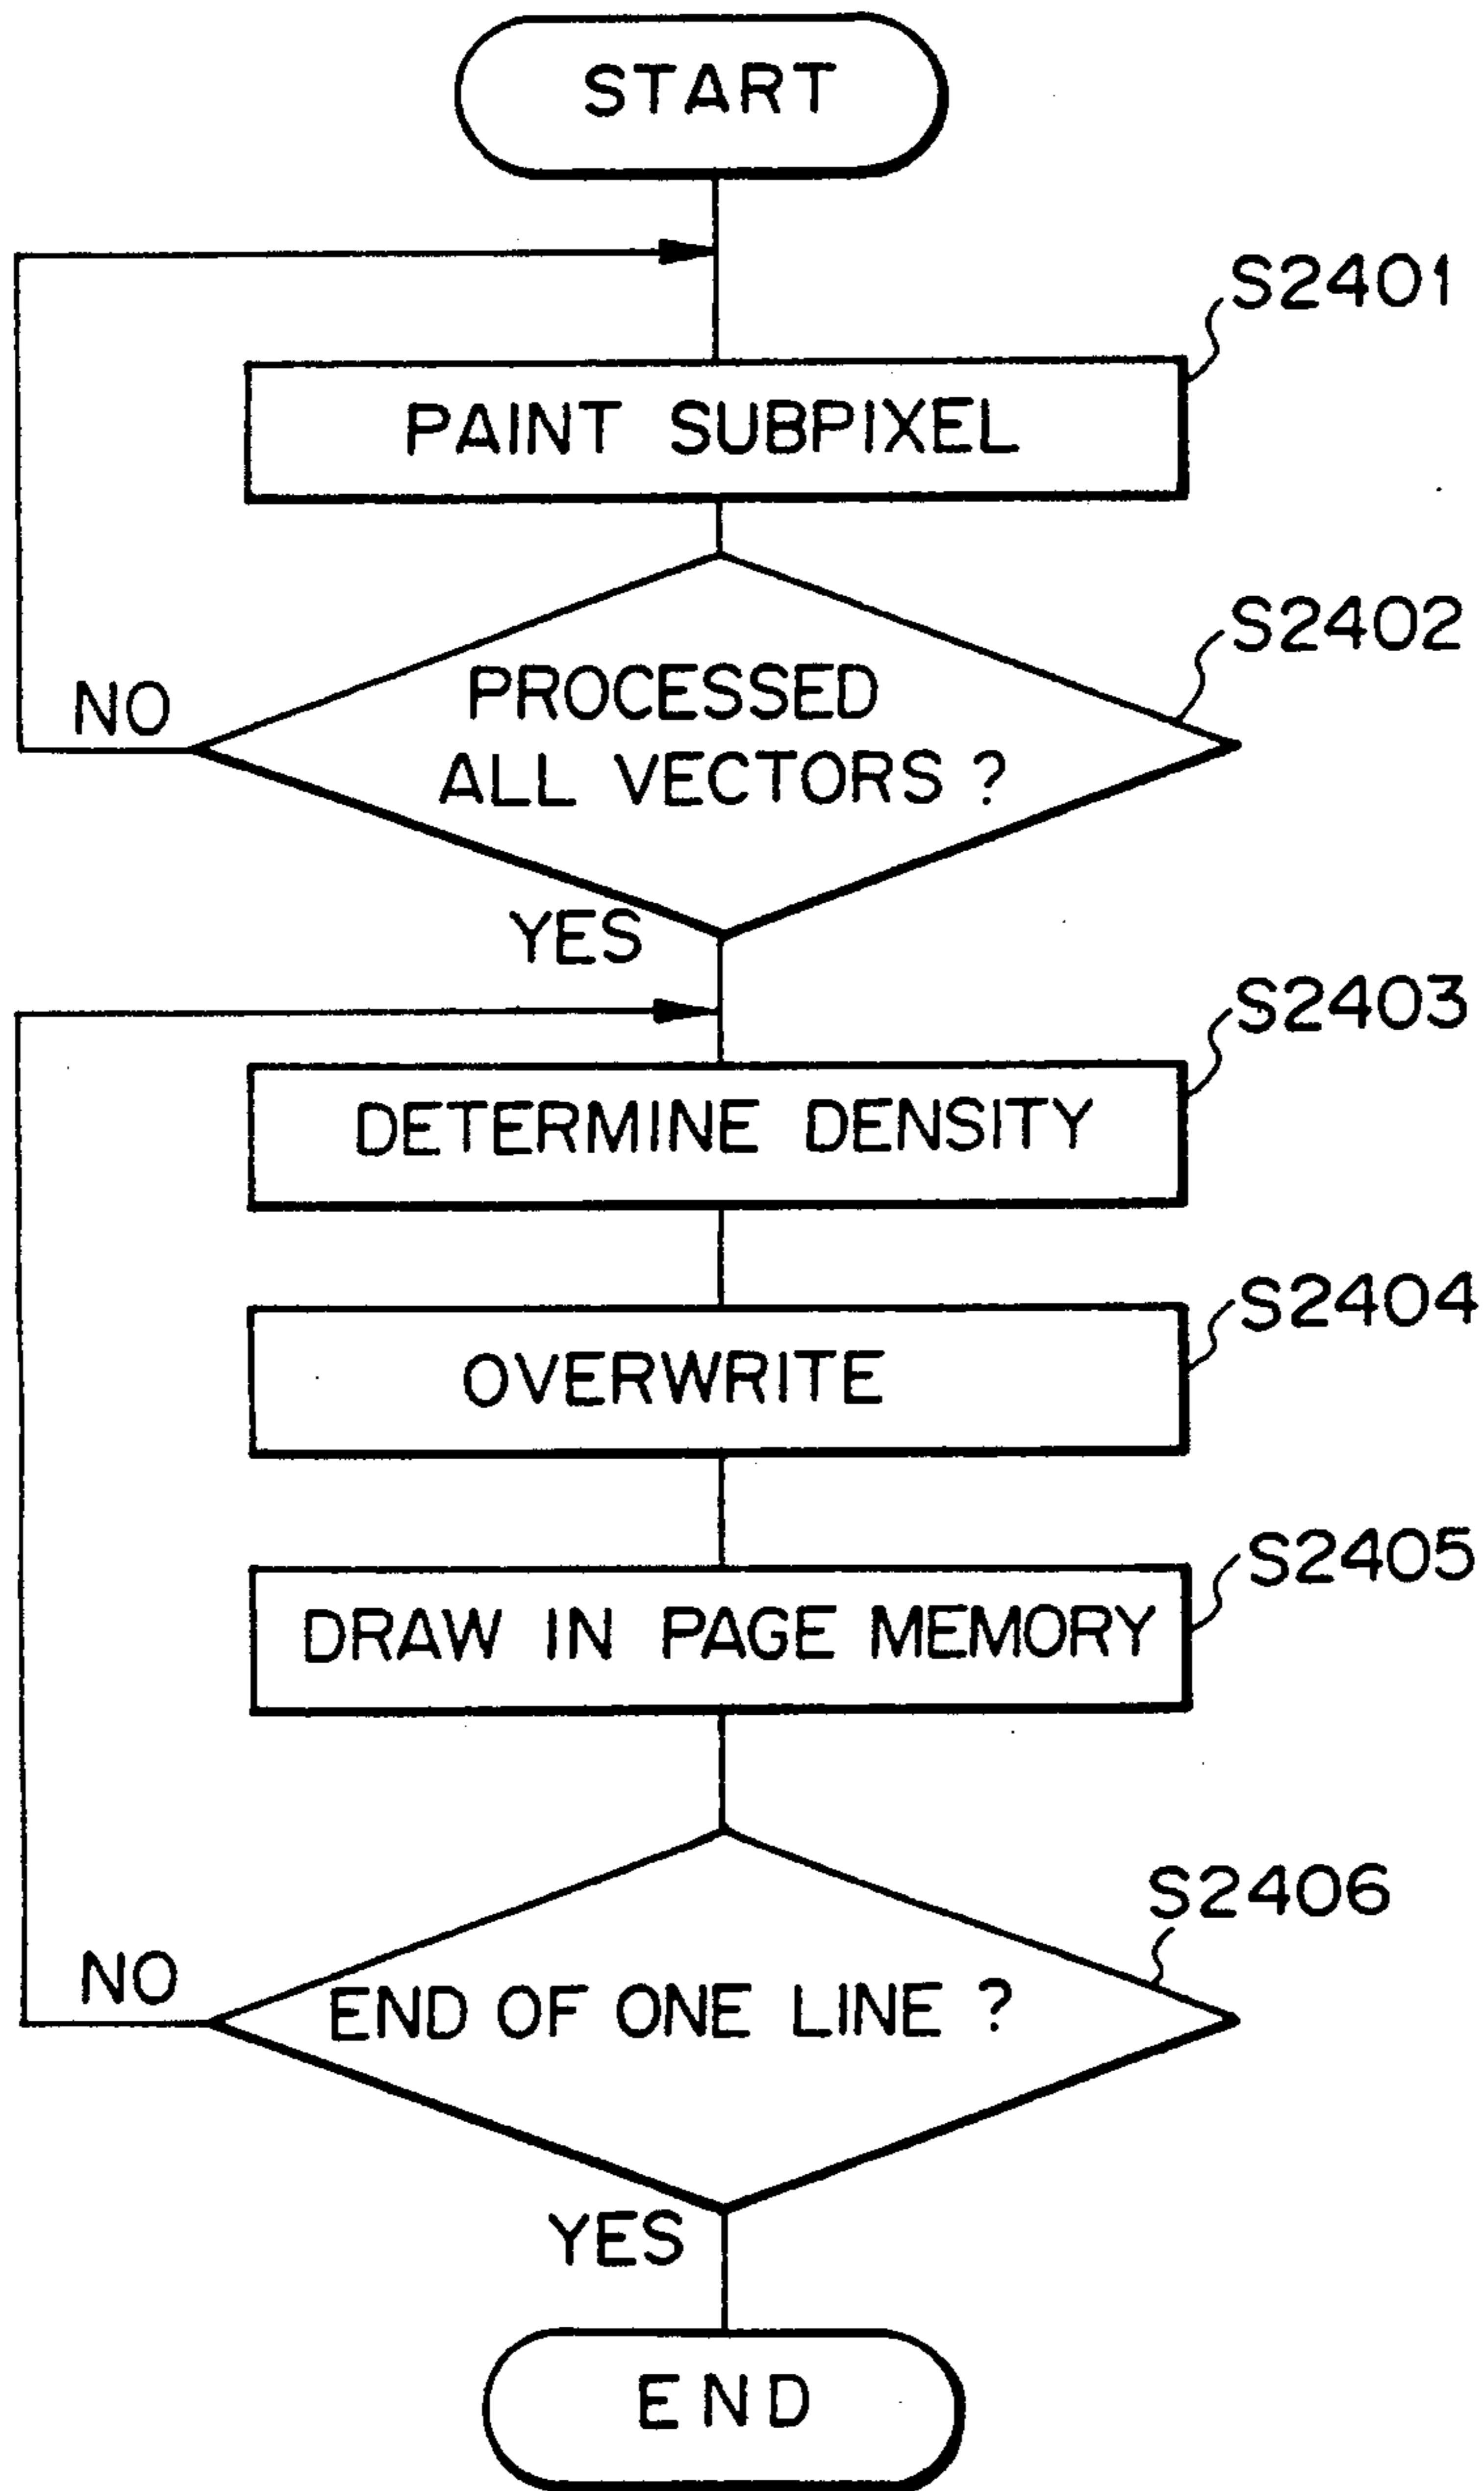 START
S2401
PAINT SUBPIXEL
S2402
PROCESSED
ALL VECTORS ?
NO
YES
S2403
DETERMINE DENSITY
S2404
OVERWRITE
S2405
DRAW IN PAGE MEMORY
S2406
END OF ONE LINE ?
NO
YES
END